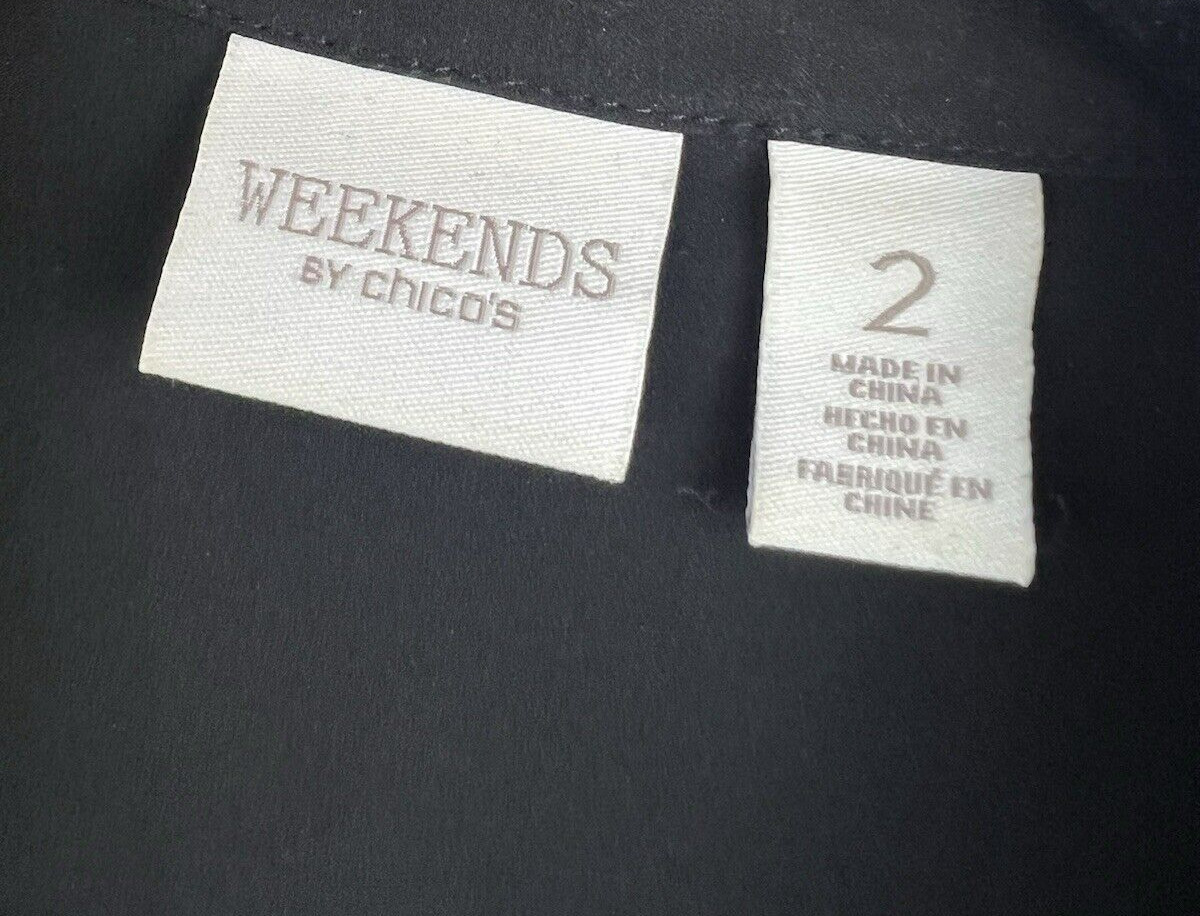 WEEKENDS
BY chico's
2
MADE IN
CHINA
HECHO EN
CHINA
FABRIQUÉ EN
CHINE